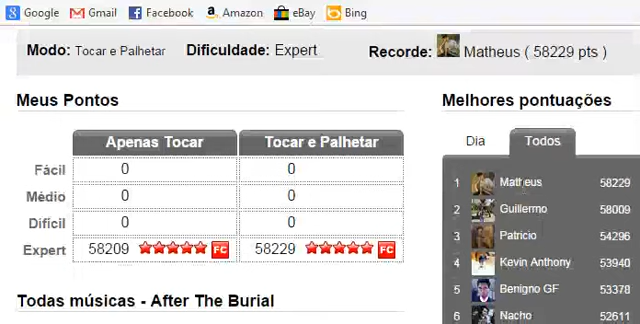 Google Gmail Facebook Amazon eBay Bing
Modo: Tocar e Palhetar Dificuldade: Expert Recorde: Matheus ( 58229 pts )
Meus Pontos
Apenas Tocar Tocar e Palhetar
Fácil 0 0
Médio 0 0
Difícil 0 0
Expert 58209 FC 58229 FC
Todas músicas - After The Burial
Melhores pontuações
Dia Todos
1 Matheus 58229
2 Guillermo 58009
3 Patricio 54296
4 Kevin Anthony 53940
5 Benigno GF 53378
6 Nacho 52611